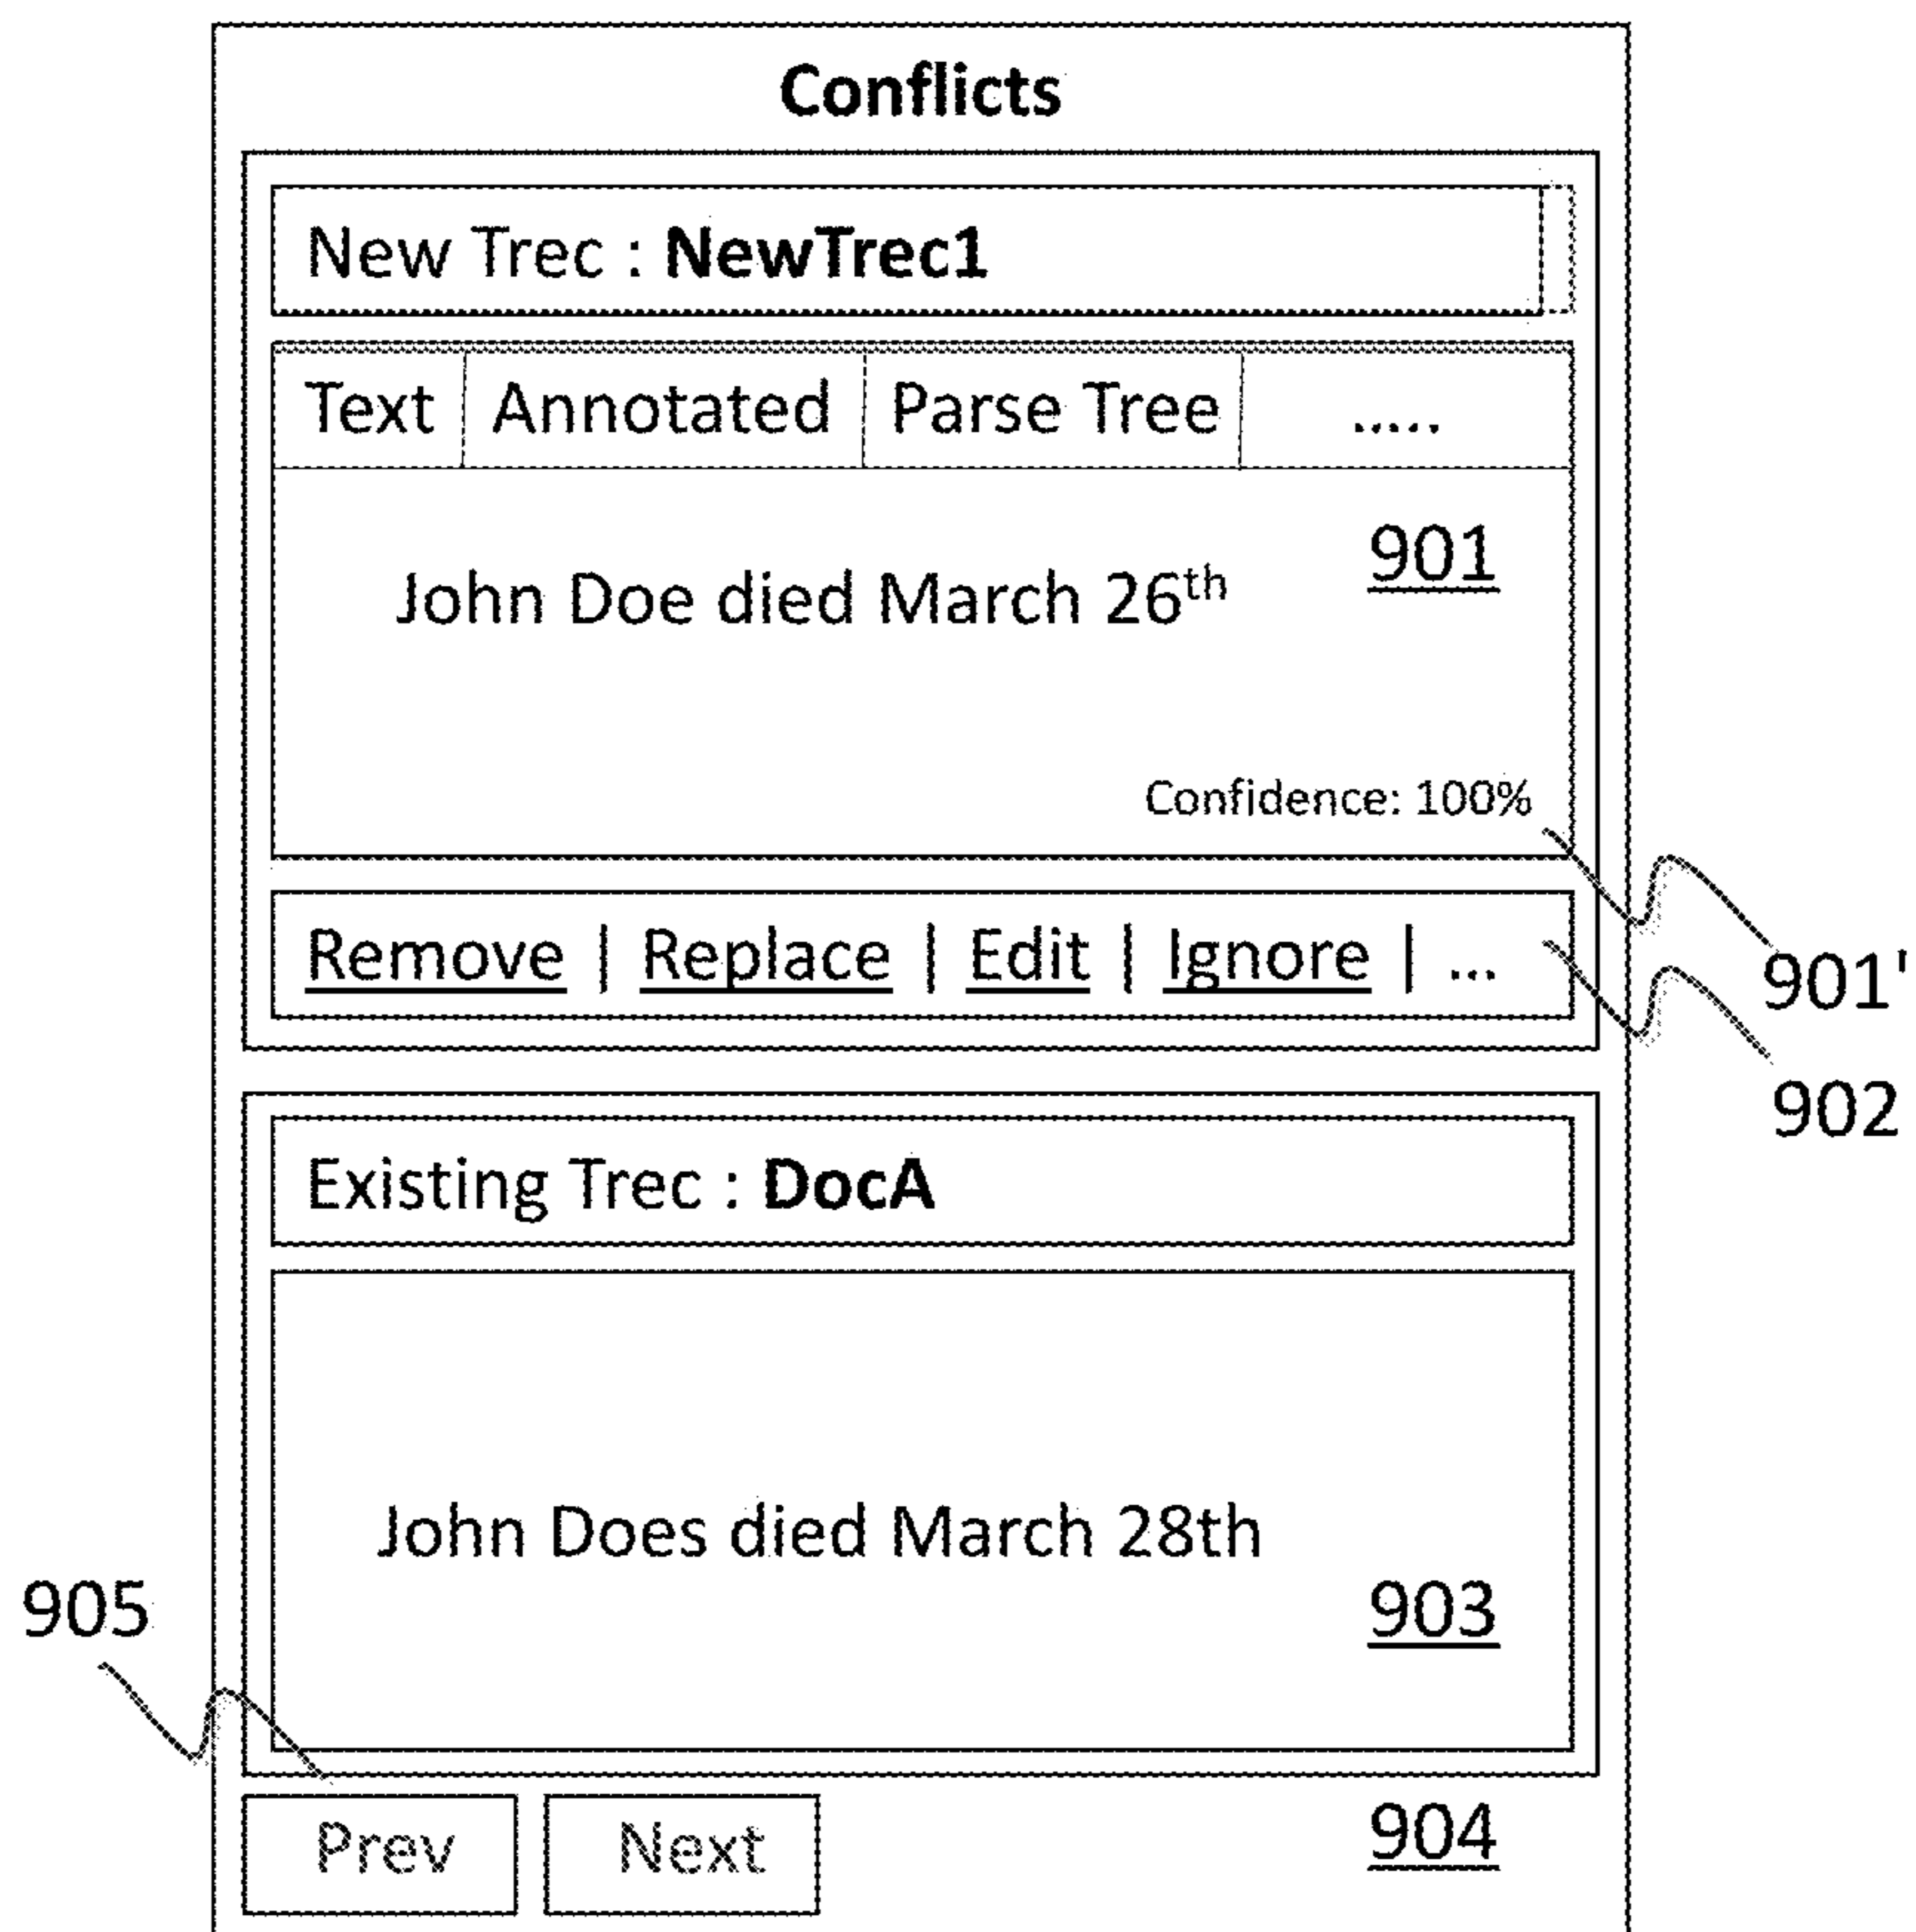 Conflicts
New Trec : NewTrec1
Text Annotated Parse Tree .....
901
John Doe died March 26th
Confidence: 100%
Remove | Replace | Edit | Ignore | ...
901'
902
Existing Trec : DocA
John Does died March 28th
905
903
Prev Next
904